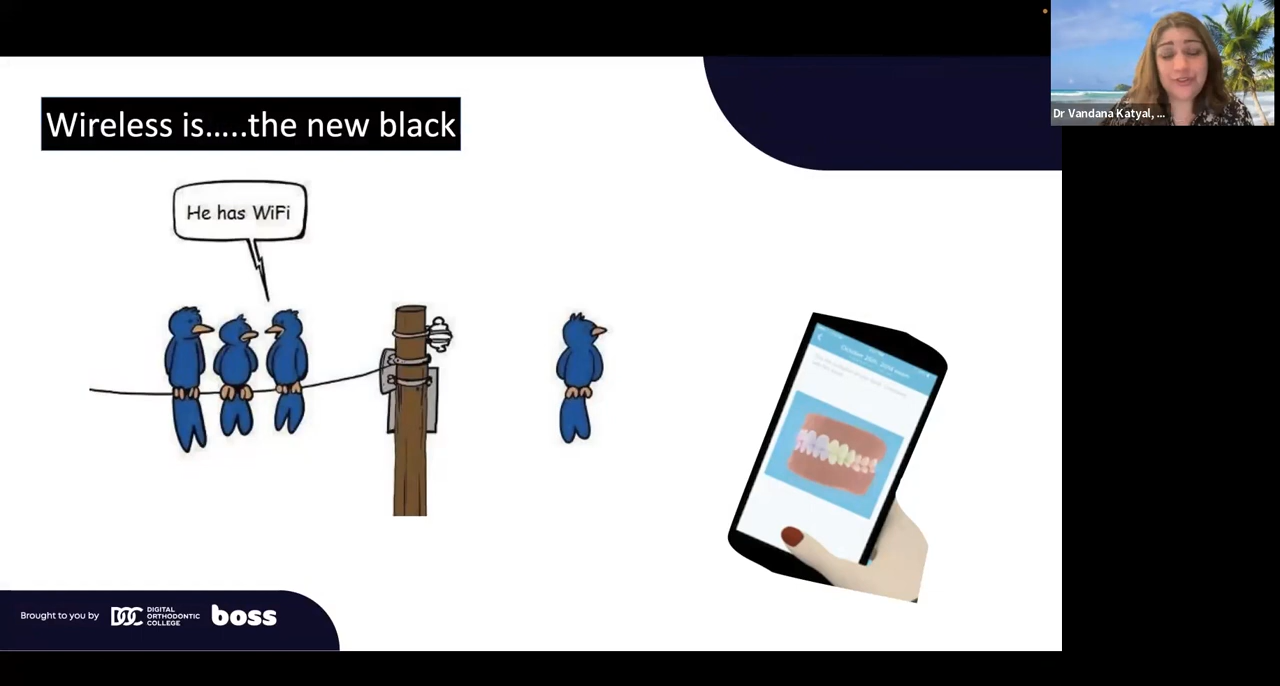 Wireless is…..the new black
He has WiFi
Dr Vandana Katyal, ...
Brought to you by
DOC
DIGITAL
ORTHODONTIC
COLLEGE
boss